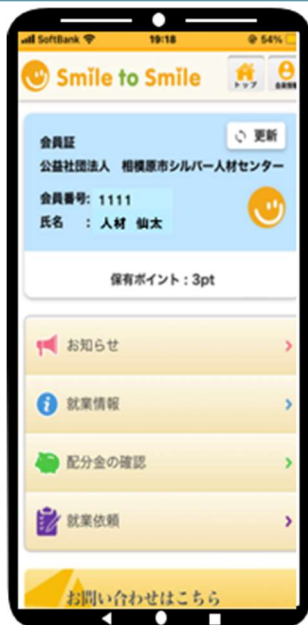 SoftBank 19:18 54%
Smile to Smile
トップ 会員情報
更新
会員証
公益社団法人 相模原市シルバー人材センター
会員番号: 1111
氏名 : 人材 仙太
保有ポイント：3pt
お知らせ
就業情報
配分金の確認
就業依頼
お問い合わせはこちら